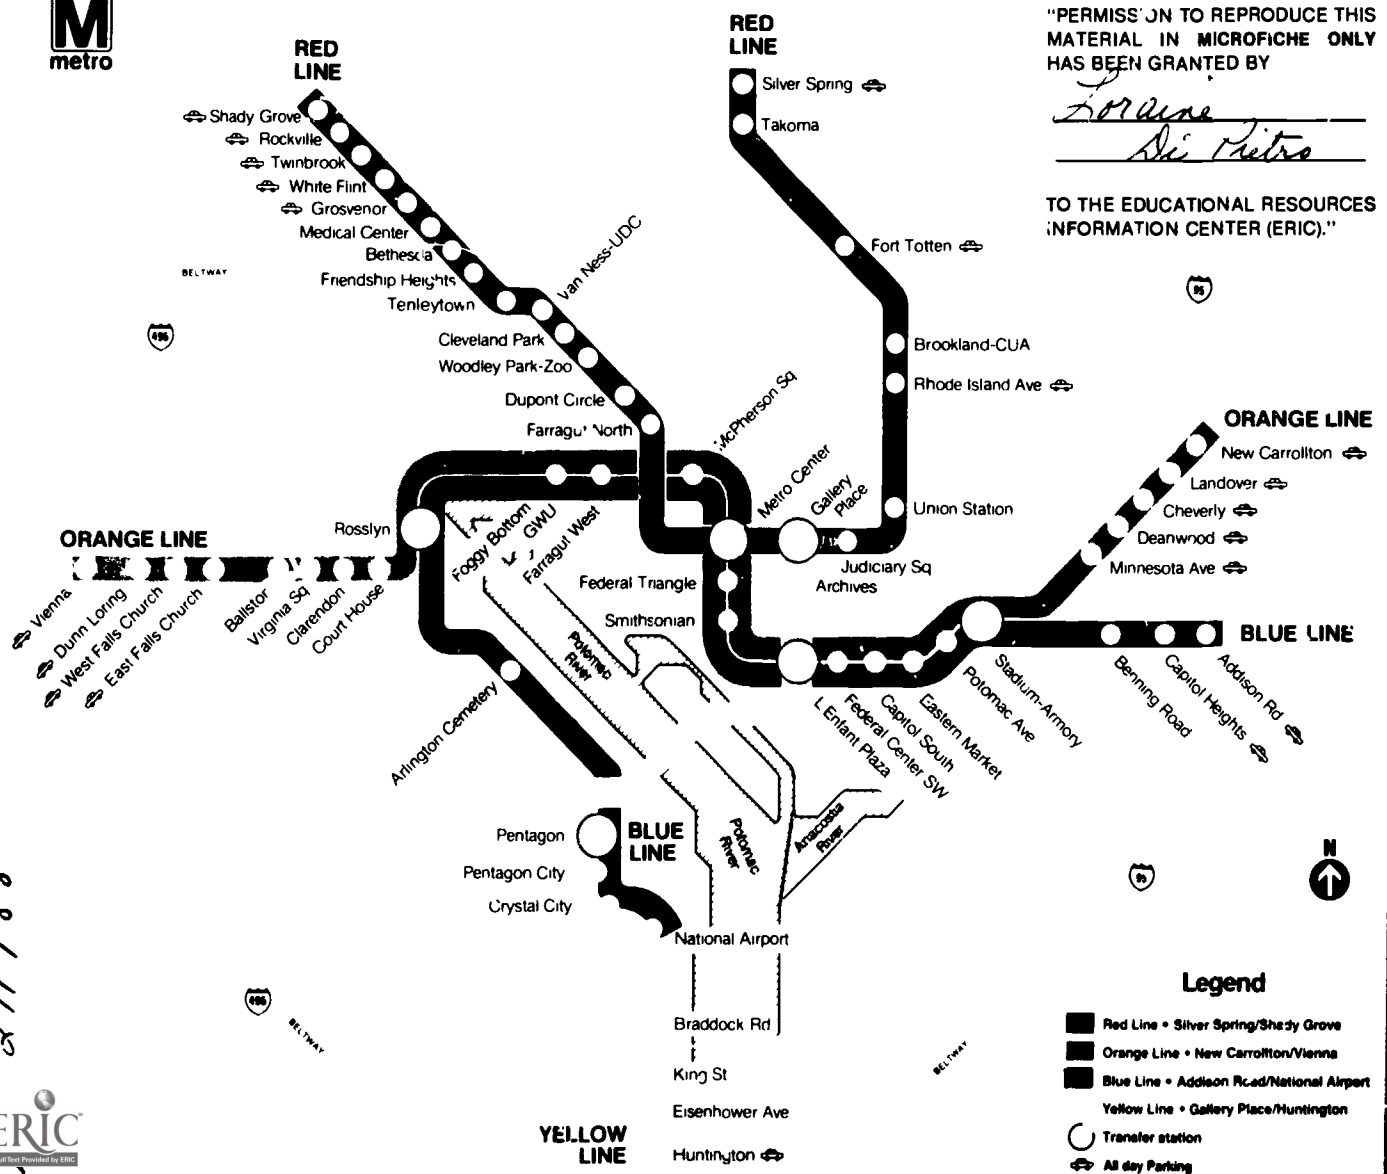 M
metro
RED
LINE
Shady Grove
Rockville
Twinbrook
White Flint
Grosvenor
Medical Center
Bethesda
Friendship Heights
Tenleytown
Van Ness-UDC
Cleveland Park
Woodley Park-Zoo
Dupont Circle
Farragut North
RED
LINE
Silver Spring
Takoma
Fort Totten
Brookland-CUA
Rhode Island Ave
Union Station
Judiciary Sq
Gallery
Place
Archives
Metro Center
McPherson Sq
Farragut West
Foggy Bottom
GWU
Rosslyn
Federal Triangle
Smithsonian
"PERMISSION TO REPRODUCE THIS
MATERIAL IN MICROFICHE ONLY
HAS BEEN GRANTED BY
Loraine
Di Pietro
TO THE EDUCATIONAL RESOURCES
INFORMATION CENTER (ERIC)."
BELTWAY
496
95
ORANGE LINE
New Carrollton
Landover
Cheverly
Deanwood
Minnesota Ave
ORANGE LINE
Vienna
Dunn Loring
West Falls Church
East Falls Church
Ballston
Virginia Sq
Clarendon
Court House
BLUE LINE
Addison Rd
Capitol Heights
Benning Road
Stadium-Armory
Potomac Ave
Eastern Market
Capitol South
Federal Center SW
L'Enfant Plaza
Arlington Cemetery
Potomac
River
Potomac
River
Anacostia
River
Pentagon
BLUE
LINE
Pentagon City
Crystal City
National Airport
Braddock Rd
King St
Eisenhower Ave
Huntington
YELLOW
LINE
95
N
496
BELTWAY
BELTWAY
Legend
Red Line • Silver Spring/Shady Grove
Orange Line • New Carrollton/Vienna
Blue Line • Addison Road/National Airport
Yellow Line • Gallery Place/Huntington
Transfer station
All day Parking
ERIC
Full Text Provided by ERIC